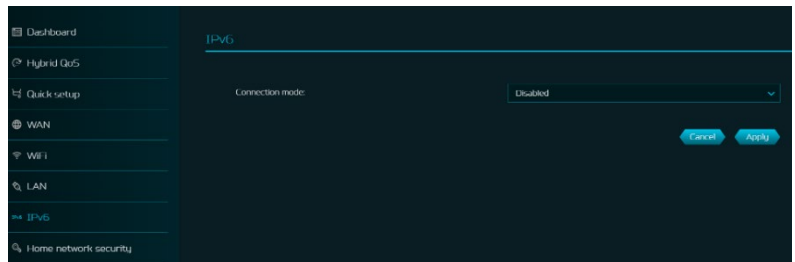 Dashboard
Hybrid QoS
Quick setup
WAN
WiFi
LAN
IPv6
Home network security
IPv6
Connection mode:
Disabled
Cancel
Apply